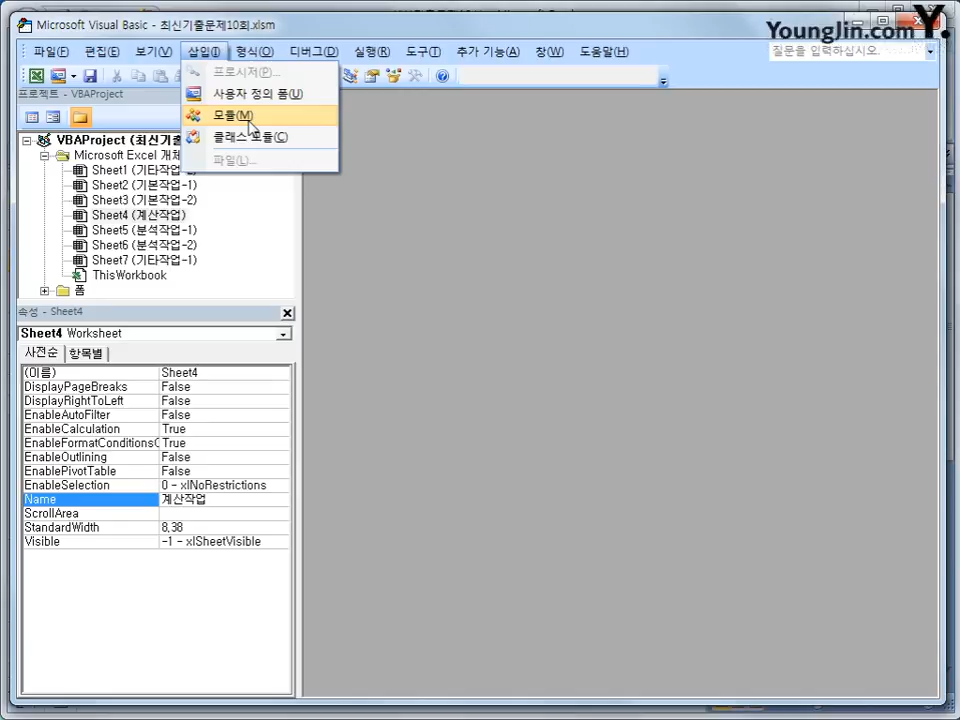 Microsoft Visual Basic - 최신기출문제10회.xlsm
YoungJin.com Y.
파일(F) 편집(E) 보기(V) 삽입(I) 형식(O) 디버그(D) 실행(R) 도구(T) 추가 기능(A) 창(W) 도움말(H)
질문을 입력하십시오.
프로시저(P)...
사용자 정의 폼(U)
모듈(M)
클래스 모듈(C)
파일(L)...
프로젝트 - VBAProject
VBAProject (최신기출
Microsoft Excel 개체
Sheet1 (기타작업
Sheet2 (기본작업-1)
Sheet3 (기본작업-2)
Sheet4 (계산작업)
Sheet5 (분석작업-1)
Sheet6 (분석작업-2)
Sheet7 (기타작업-1)
ThisWorkbook
폼
속성 - Sheet4
Sheet4 Worksheet
사전순 항목별
(이름) Sheet4
DisplayPageBreaks False
DisplayRightToLeft False
EnableAutoFilter False
EnableCalculation True
EnableFormatConditionsC True
EnableOutlining False
EnablePivotTable False
EnableSelection 0 - xlNoRestrictions
Name 계산작업
ScrollArea
StandardWidth 8,38
Visible -1 - xlSheetVisible